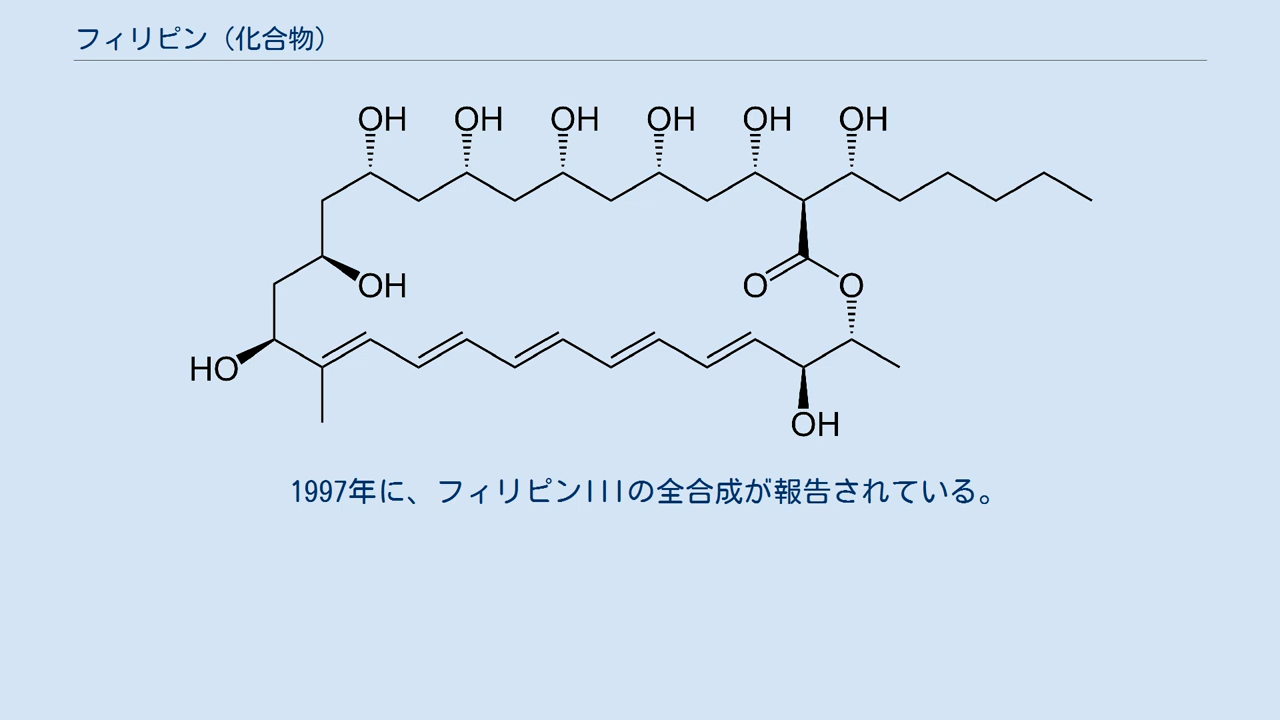 フィリピン（化合物）
OH OH OH OH OH OH
OH O O
HO
OH
1997年に、フィリピンIIIの全合成が報告されている。